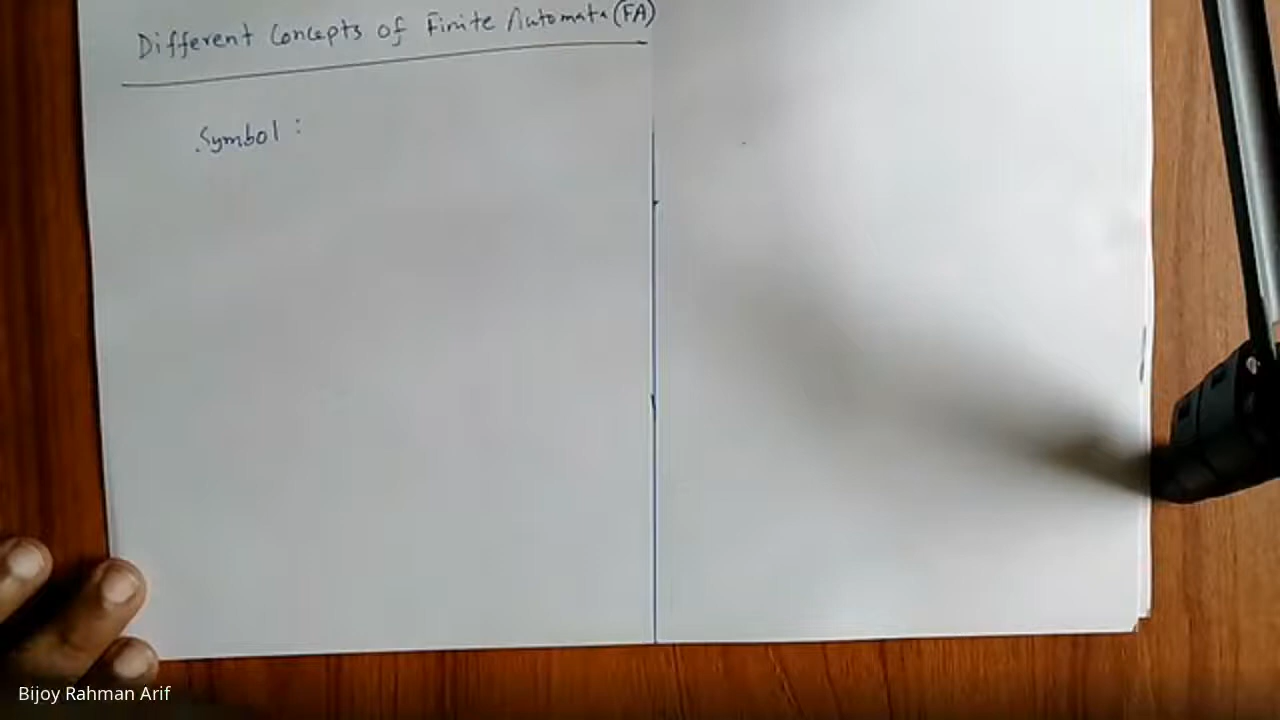 Different Concepts of Finite Automata (FA)
Symbol :
Bijoy Rahman Arif